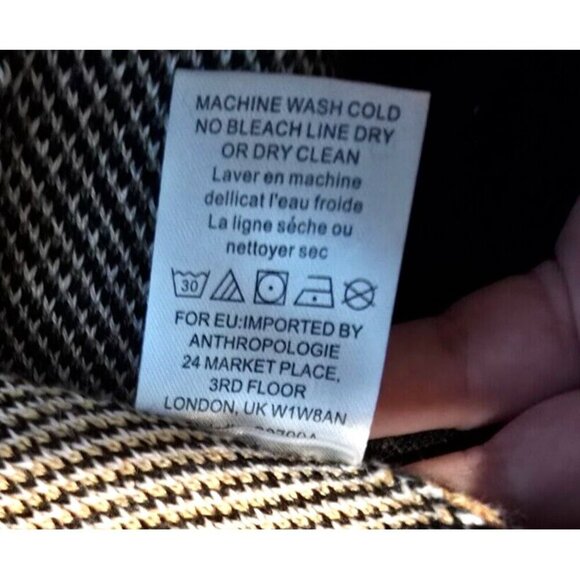 MACHINE WASH COLD
NO BLEACH LINE DRY
OR DRY CLEAN
Laver en machine
dellicat l'eau froide
La ligne séche ou
nettoyer sec
30
FOR EU:IMPORTED BY
ANTHROPOLOGIE
24 MARKET PLACE,
3RD FLOOR
LONDON, UK W1W8AN